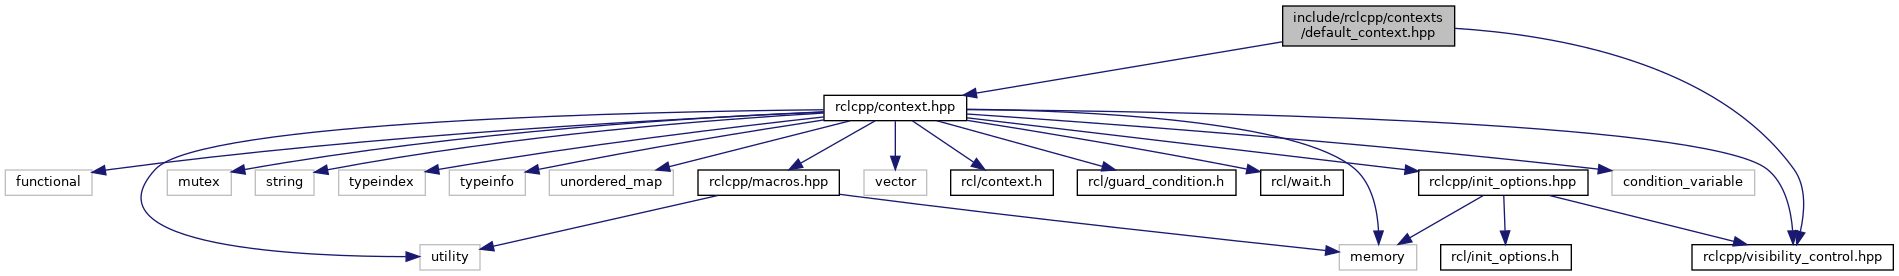 include/rclcpp/contexts
/default_context.hpp
rclcpp/context.hpp
functional
mutex
string
typeindex
typeinfo
unordered_map
rclcpp/macros.hpp
vector
rcl/context.h
rcl/guard_condition.h
rcl/wait.h
rclcpp/init_options.hpp
condition_variable
utility
memory
rcl/init_options.h
rclcpp/visibility_control.hpp